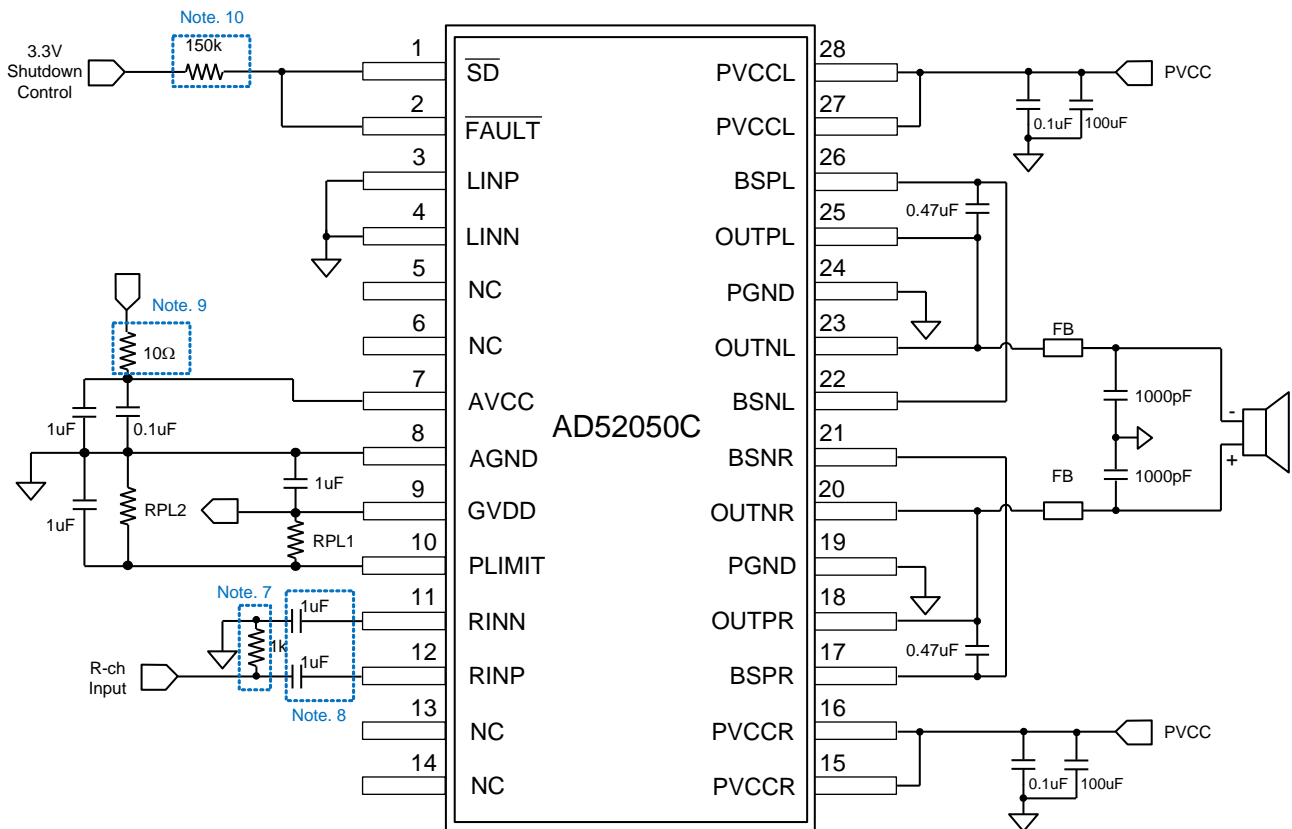 Note. 10
150k
3.3V
Shutdown
Control
1
SD
2
FAULT
3
LINP
4
LINN
5
NC
6
NC
Note. 9
10Ω
7
AVCC
1uF
0.1uF
8
AGND
1uF
1uF
RPL2
9
GVDD
RPL1
10
PLIMIT
Note. 7
1uF
11
RINN
1k
1uF
12
RINP
R-ch
Input
Note. 8
13
NC
14
NC
AD52050C
28
PVCCL
PVCC
0.1uF
100uF
27
PVCCL
26
BSPL
0.47uF
25
OUTPL
24
PGND
23
OUTNL
FB
22
BSNL
1000pF
-
21
BSNR
+
1000pF
FB
20
OUTNR
19
PGND
18
OUTPR
0.47uF
17
BSPR
16
PVCCR
PVCC
15
PVCCR
0.1uF
100uF